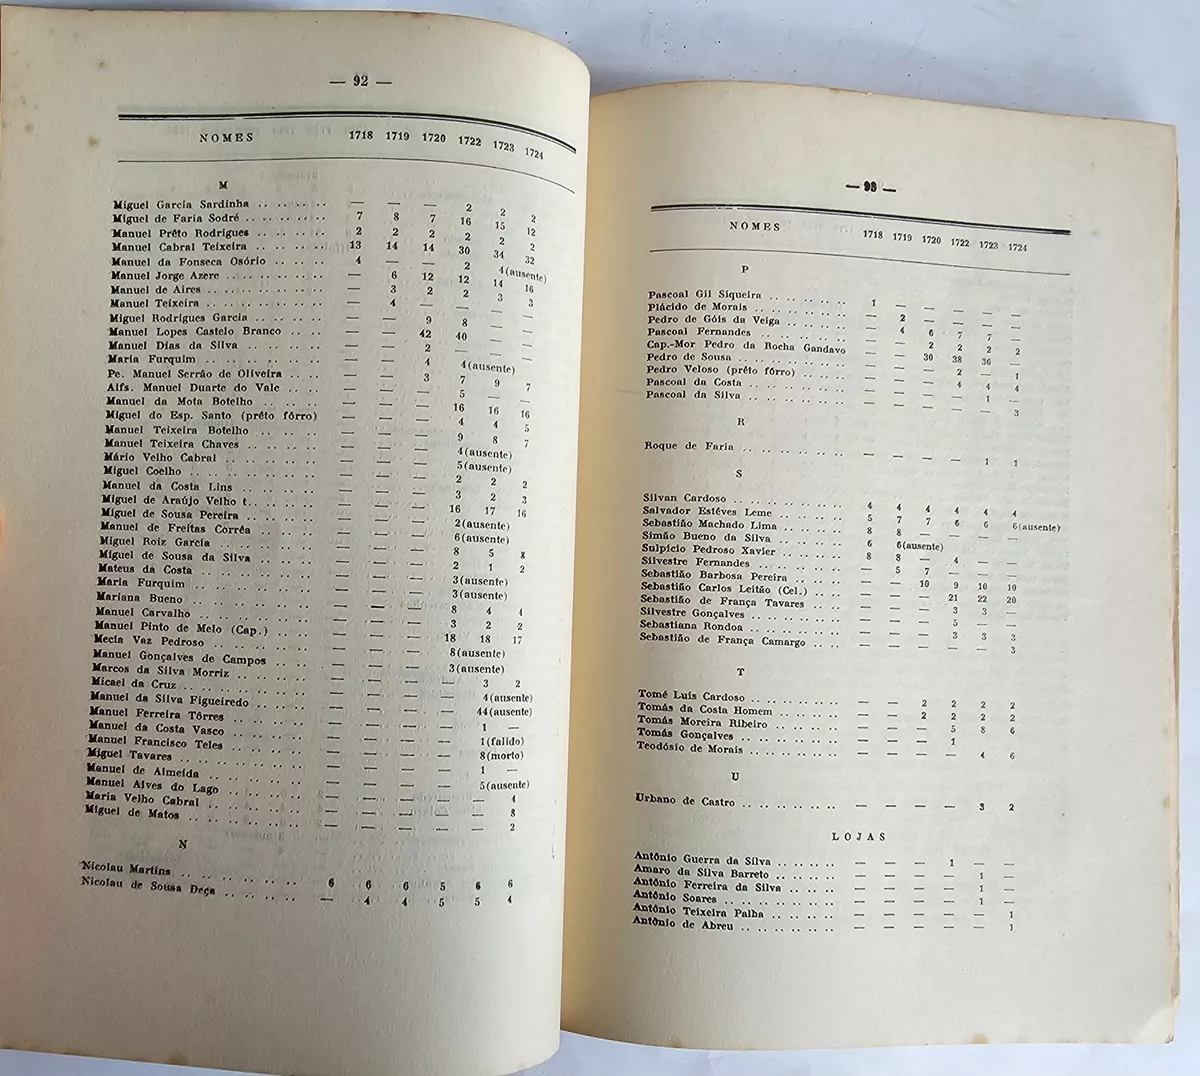 — 92 —
NOMES 1718 1719 1720 1722 1723 1724
M
Miguel Garcia Sardinha .. .. .. .. — — — 2 2 2
Miguel de Faria Sodré .. .. .. .. 7 8 7 16 15 12
Manuel Prêto Rodrigues .. .. .. .. 2 2 2 2 2 2
Manuel Cabral Teixeira .. .. .. .. 13 14 14 30 34 32
Manuel da Fonseca Osório .. .. .. 4 — — 2 4(ausente)
Manuel Jorge Azere .. .. .. .. .. — 6 12 12 14 16
Manuel de Aires .. .. .. .. .. .. — 3 2 2 3 3
Manuel Teixeira .. .. .. .. .. .. — 4 — — — —
Miguel Rodrigues Garcia .. .. .. .. — — 9 8 — —
Manuel Lopes Castelo Branco .. .. — — 42 40 — —
Manuel Dias da Silva .. .. .. .. — — 2 — — —
Maria Furquim .. .. .. .. .. .. — — 4 4(ausente)
Pe. Manuel Serrão de Oliveira .. .. — — 3 7 9 7
Alfs. Manuel Duarte do Vale .. .. — — — 5 — —
Manuel da Mota Botelho .. .. .. — — — 16 16 16
Miguel do Esp. Santo (prêto fôrro) — — — 4 4 5
Manuel Teixeira Botelho .. .. .. — — — 9 8 7
Manuel Teixeira Chaves .. .. .. — — — 4(ausente)
Mário Velho Cabral .. .. .. .. .. — — — 5(ausente)
Miguel Coelho .. .. .. .. .. .. — — — 2 2 2
Manuel da Costa Lins .. .. .. .. — — — 3 2 3
Miguel de Araújo Velho t.. .. .. .. — — — 16 17 16
Miguel de Sousa Pereira .. .. .. .. — — — 2(ausente)
Manuel de Freitas Corrêa .. .. .. — — — 6(ausente)
Miguel Roiz Garcia .. .. .. .. .. — — — 8 5 8
Miguel de Sousa da Silva .. .. .. — — — 2 1 2
Mateus da Costa .. .. .. .. .. .. — — — 3(ausente)
Maria Furquim .. .. .. .. .. .. — — — 3(ausente)
Mariana Bueno .. .. .. .. .. .. — — — 8 4 4
Manuel Carvalho .. .. .. .. .. .. — — — 3 2 2
Manuel Pinto de Melo (Cap.) .. .. — — — 18 18 17
Mecia Vaz Pedroso .. .. .. .. .. — — — 8(ausente)
Manuel Gonçalves de Campos .. .. — — — 3(ausente)
Marcos da Silva Morriz .. .. .. .. — — — — 3 2
Micael da Cruz .. .. .. .. .. .. — — — — 4(ausente)
Manuel da Silva Figueiredo .. .. .. — — — — 44(ausente)
Manuel Ferreira Tôrres .. .. .. .. — — — — 1 —
Manuel da Costa Vasco .. .. .. .. — — — — 1(falido)
Manuel Francisco Teles .. .. .. .. — — — — 8(morto)
Miguel Tavares .. .. .. .. .. .. — — — — 1 —
Manuel de Almeida .. .. .. .. .. — — — — 5(ausente)
Manuel Alves do Lago .. .. .. .. — — — — — 4
Maria Velho Cabral .. .. .. .. .. — — — — — 8
Miguel de Matos .. .. .. .. .. .. — — — — — 2
N
Nicolau Martins .. .. .. .. .. .. 6 6 6 5 6 6
Nicolau de Sousa Deça .. .. .. .. — 4 4 5 5 4
— 93 —
NOMES 1718 1719 1720 1722 1723 1724
P
Pascoal Gil Siqueira .. .. .. .. 1 — — — — —
Plácido de Morais .. .. .. .. .. — 2 — — — —
Pedro de Góis da Veiga .. .. .. .. — 4 6 7 7 —
Pascoal Fernandes .. .. .. .. .. — — 2 2 2 2
Cap.-Mor Pedro da Rocha Gandavo — — 30 38 36 —
Pedro de Sousa .. .. .. .. .. .. — — — 2 — 1
Pedro Veloso (prêto fôrro) .. .. .. — — — 4 4 4
Pascoal da Costa .. .. .. .. .. — — — — 1 —
Pascoal da Silva .. .. .. .. .. — — — — — 3
R
Roque de Faria .. .. .. .. .. .. — — — — 1 1
S
Silvan Cardoso .. .. .. .. .. .. 4 4 4 4 4 4
Salvador Estêves Leme .. .. .. .. 5 7 7 6 6 6(ausente)
Sebastião Machado Lima .. .. .. .. 8 8 — — — —
Simão Bueno da Silva .. .. .. .. 6 6(ausente)
Sulpício Pedroso Xavier .. .. .. .. 8 8 — 4 — —
Silvestre Fernandes .. .. .. .. .. — 5 7 — — —
Sebastião Barbosa Pereira .. .. .. — — 10 9 10 10
Sebastião Carlos Leitão (Cel.) .. .. — — — 21 22 20
Sebastião de França Tavares .. .. — — — 3 3 —
Silvestre Gonçalves .. .. .. .. .. — — — 5 — —
Sebastiana Rondoa .. .. .. .. .. — — — 3 3 3
Sebastião de França Camargo .. .. — — — — — 3
T
Tomé Luís Cardoso .. .. .. .. .. — — 2 2 2 2
Tomás da Costa Homem .. .. .. .. — — 2 2 2 2
Tomás Moreira Ribeiro .. .. .. .. — — — 5 8 6
Tomás Gonçalves .. .. .. .. .. .. — — — 1 — —
Teodósio de Morais .. .. .. .. .. — — — — 4 6
U
Urbano de Castro .. .. .. .. .. — — — — 3 2
LOJAS
Antônio Guerra da Silva .. .. .. — — — 1 — —
Amaro da Silva Barreto .. .. .. — — — — 1 —
Antônio Ferreira da Silva .. .. .. — — — — 1 —
Antônio Soares .. .. .. .. .. .. — — — — 1 —
Antônio Teixeira Palha .. .. .. .. — — — — — 1
Antônio de Abreu .. .. .. .. .. — — — — — 1